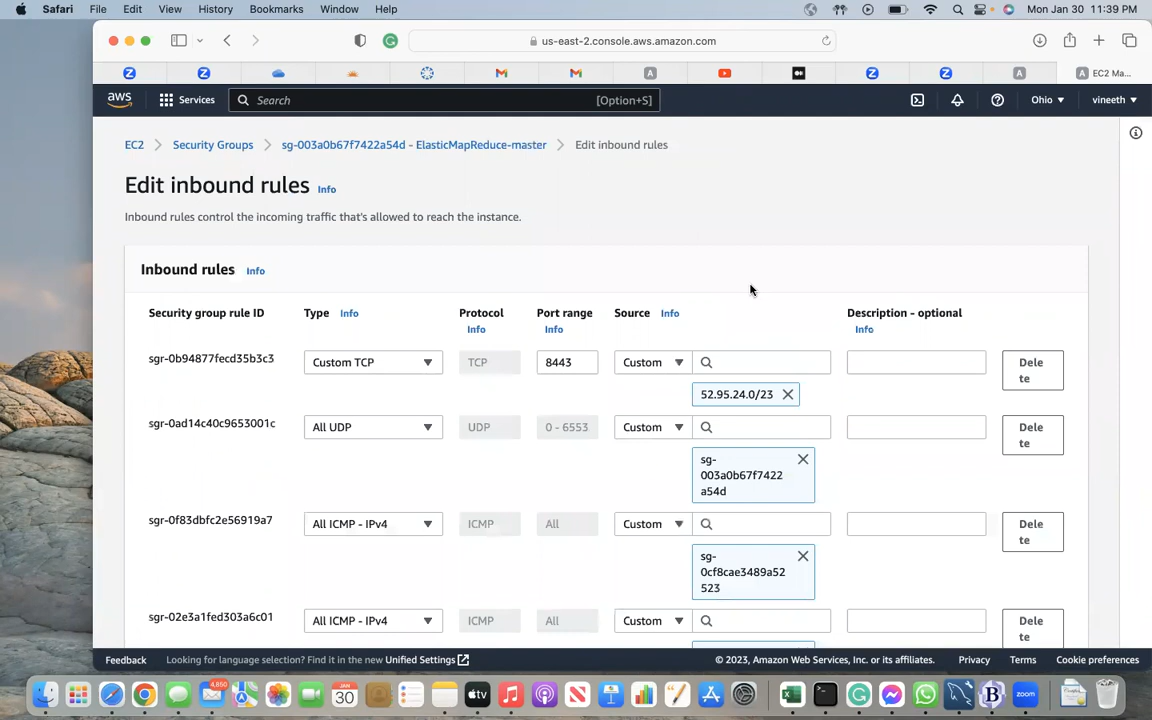 Safari File Edit View History Bookmarks Window Help Mon Jan 30 11:39 PM
us-east-2.console.aws.amazon.com
A A EC2 Ma...
aws Services Search [Option+S] Ohio vineeth
EC2 Security Groups sg-003a0b67f7422a54d - ElasticMapReduce-master Edit inbound rules
Edit inbound rules Info
Inbound rules control the incoming traffic that's allowed to reach the instance.
Inbound rules Info
Security group rule ID Type Info Protocol Info Port range Info Source Info Description - optional Info
sgr-0b94877fecd35b3c3 Custom TCP TCP 8443 Custom Dele
te
52.95.24.0/23
sgr-0ad14c40c9653001c All UDP UDP 0 - 6553 Custom Dele
te
sg-
003a0b67f7422
a54d
sgr-0f83dbfc2e56919a7 All ICMP - IPv4 ICMP All Custom Dele
te
sg-
0cf8cae3489a52
523
sgr-02e3a1fed303a6c01 All ICMP - IPv4 ICMP All Custom Dele
te
Feedback Looking for language selection? Find it in the new Unified Settings © 2023, Amazon Web Services, Inc. or its affiliates. Privacy Terms Cookie preferences
4,850
JAN
30
tv
zoom